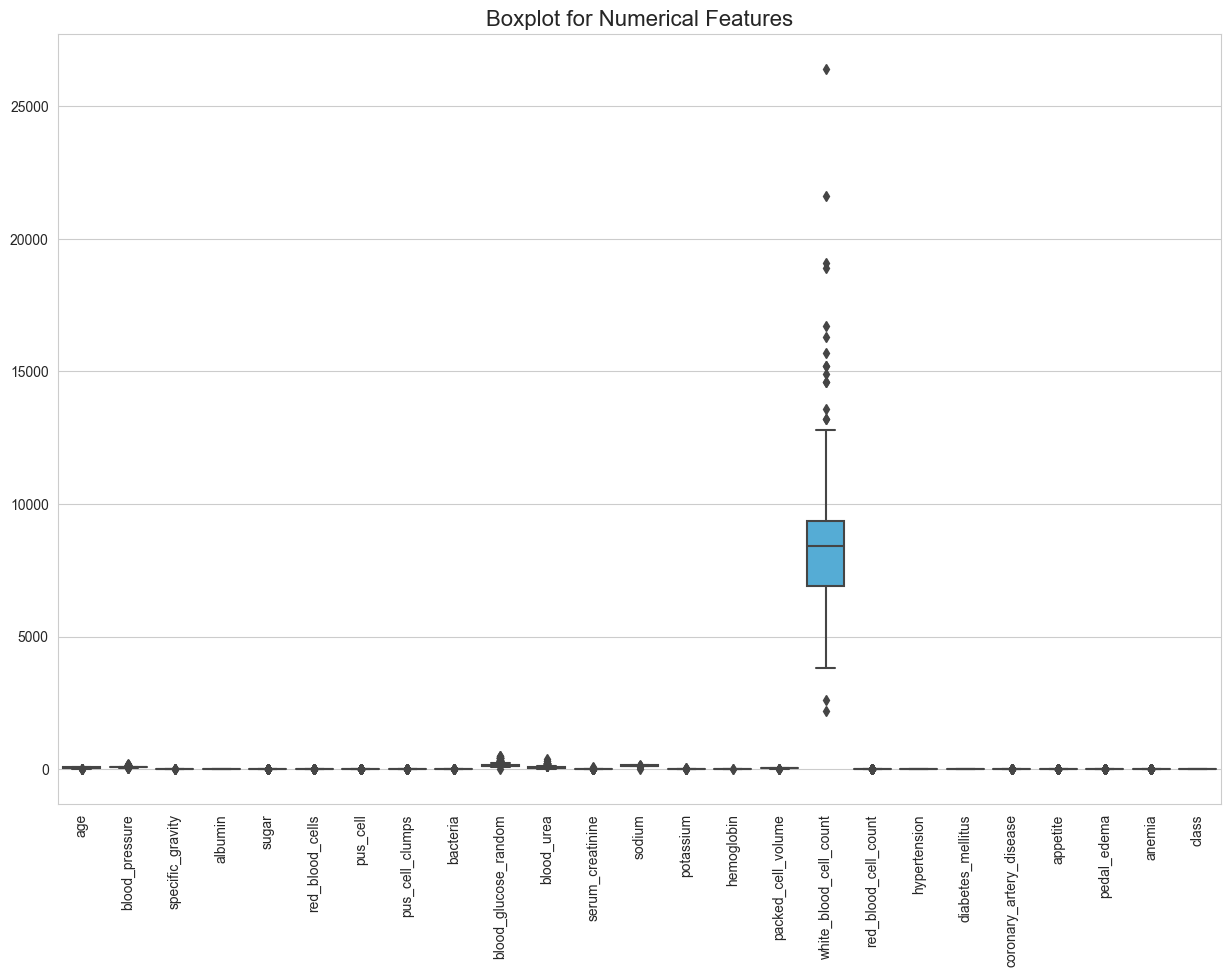 Boxplot for Numerical Features
25000
20000
15000
10000
5000
0
age
blood_pressure
specific_gravity
albumin
sugar
red_blood_cells
pus_cell
pus_cell_clumps
bacteria
blood_glucose_random
blood_urea
serum_creatinine
sodium
potassium
hemoglobin
packed_cell_volume
white_blood_cell_count
red_blood_cell_count
hypertension
diabetes_mellitus
coronary_artery_disease
appetite
pedal_edema
anemia
class